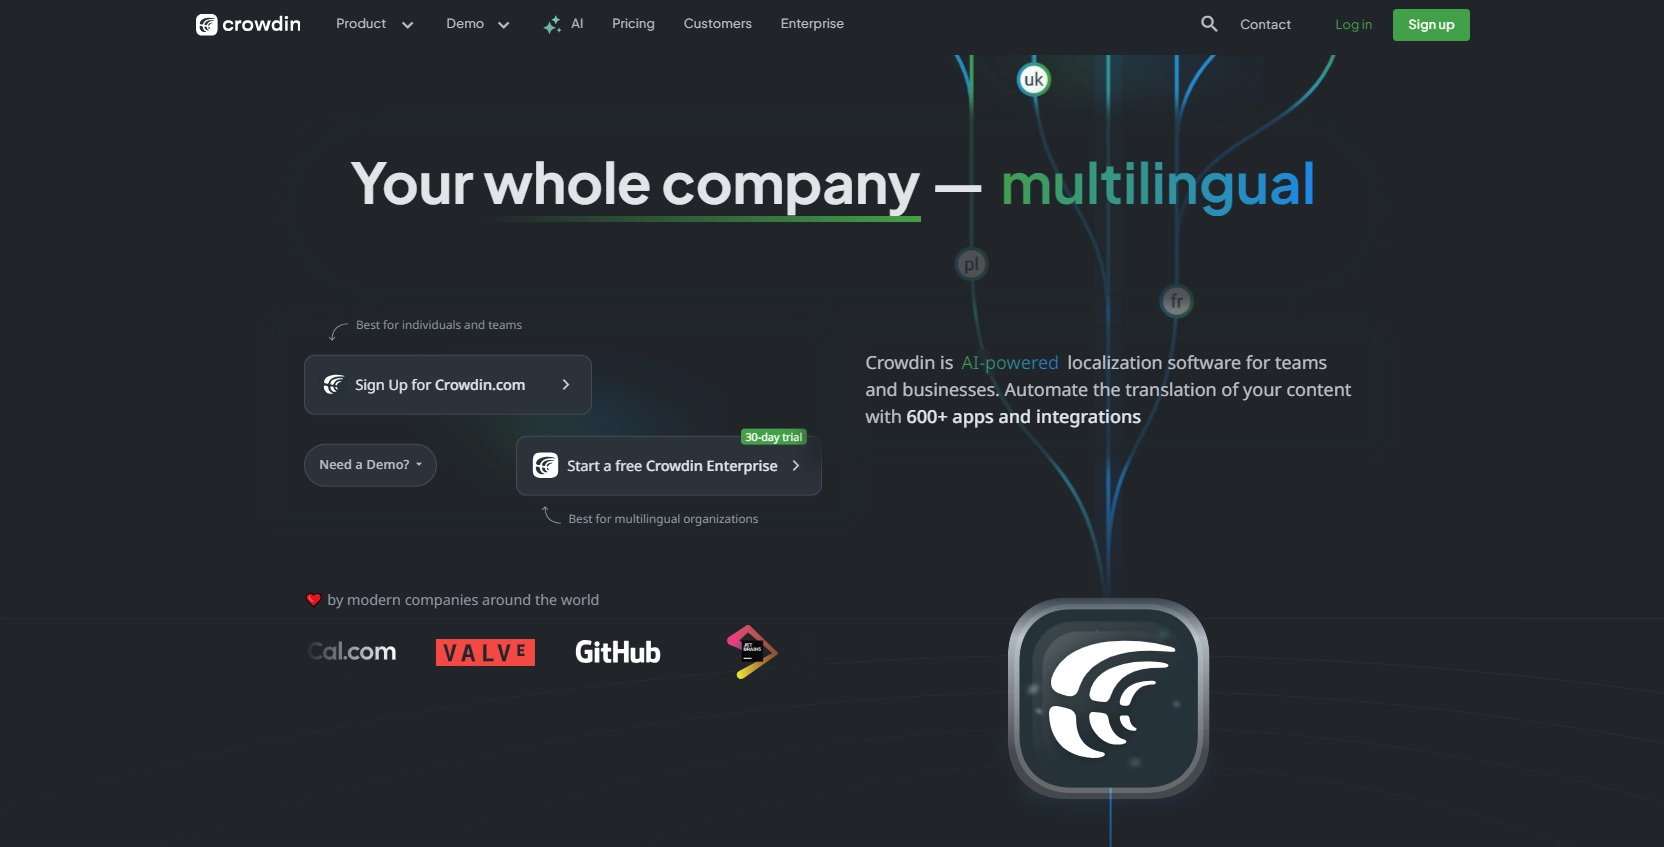 crowdin Product Demo AI Pricing Customers Enterprise Contact Log in Sign up
uk
Your whole company — multilingual
pl
fr
Best for individuals and teams
Sign Up for Crowdin.com
Crowdin is AI-powered localization software for teams
and businesses. Automate the translation of your content
with 600+ apps and integrations
30-day trial
Need a Demo?
Start a free Crowdin Enterprise
Best for multilingual organizations
by modern companies around the world
Cal.com VALVE GitHub JET
BRAINS